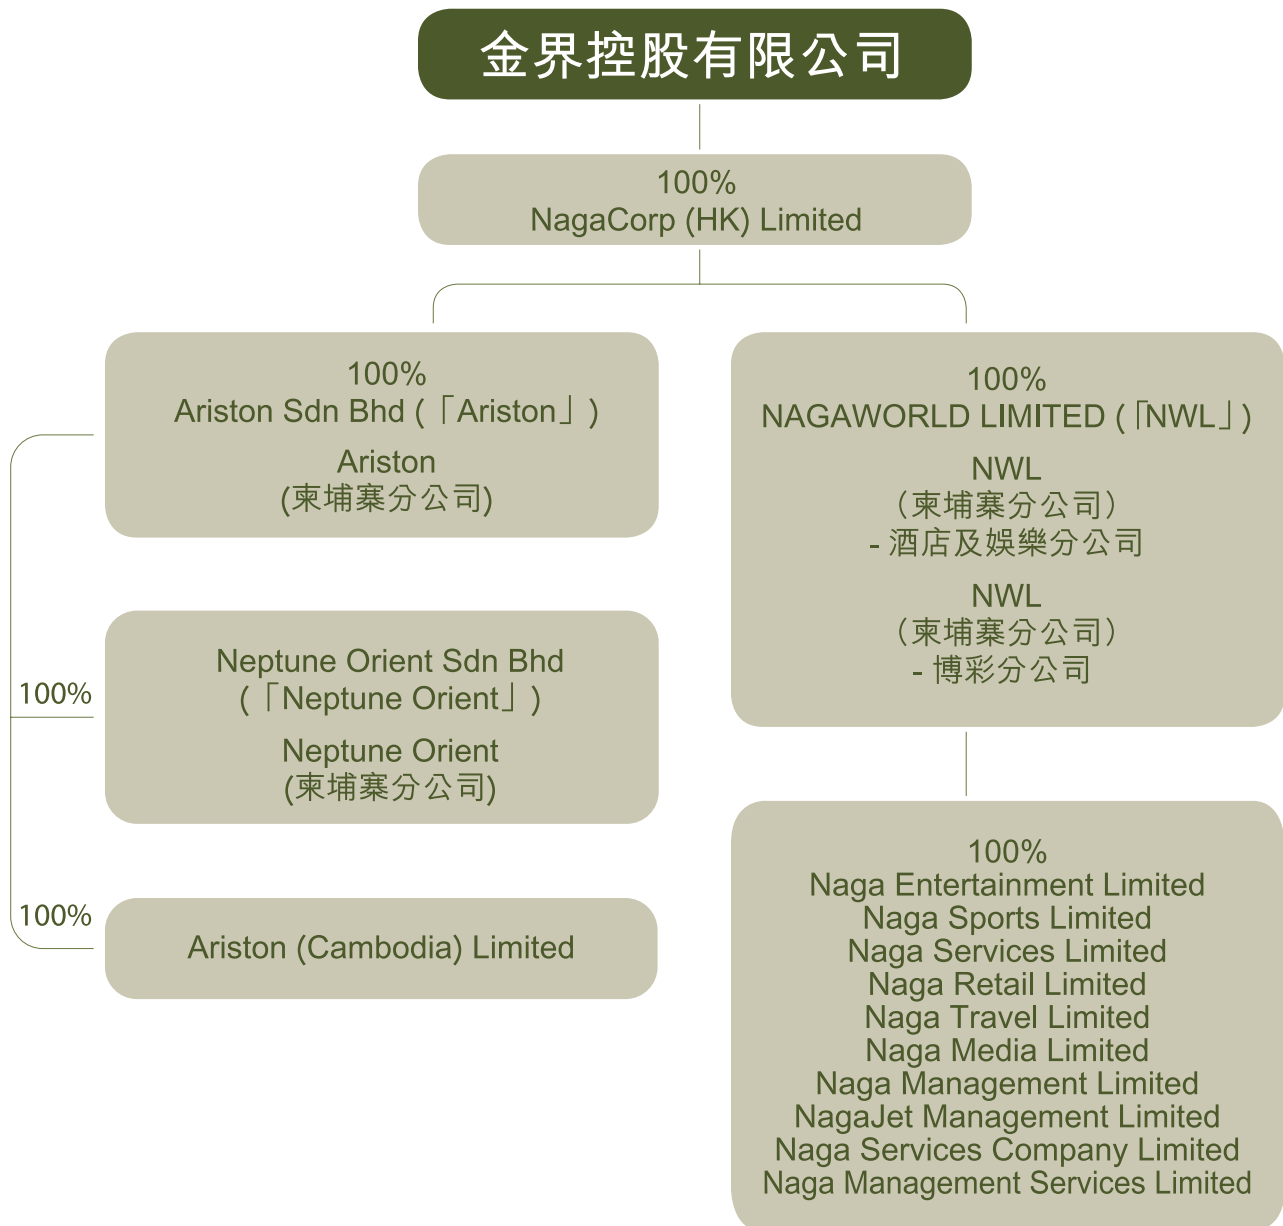 金界控股有限公司
100%
NagaCorp (HK) Limited
100%
Ariston Sdn Bhd (「Ariston」)
Ariston
(柬埔寨分公司)
100%
Neptune Orient Sdn Bhd
(「Neptune Orient」)
Neptune Orient
(柬埔寨分公司)
100%
Ariston (Cambodia) Limited
100%
NAGAWORLD LIMITED (「NWL」)
NWL
（柬埔寨分公司）
- 酒店及娛樂分公司
NWL
（柬埔寨分公司）
- 博彩分公司
100%
Naga Entertainment Limited
Naga Sports Limited
Naga Services Limited
Naga Retail Limited
Naga Travel Limited
Naga Media Limited
Naga Management Limited
NagaJet Management Limited
Naga Services Company Limited
Naga Management Services Limited